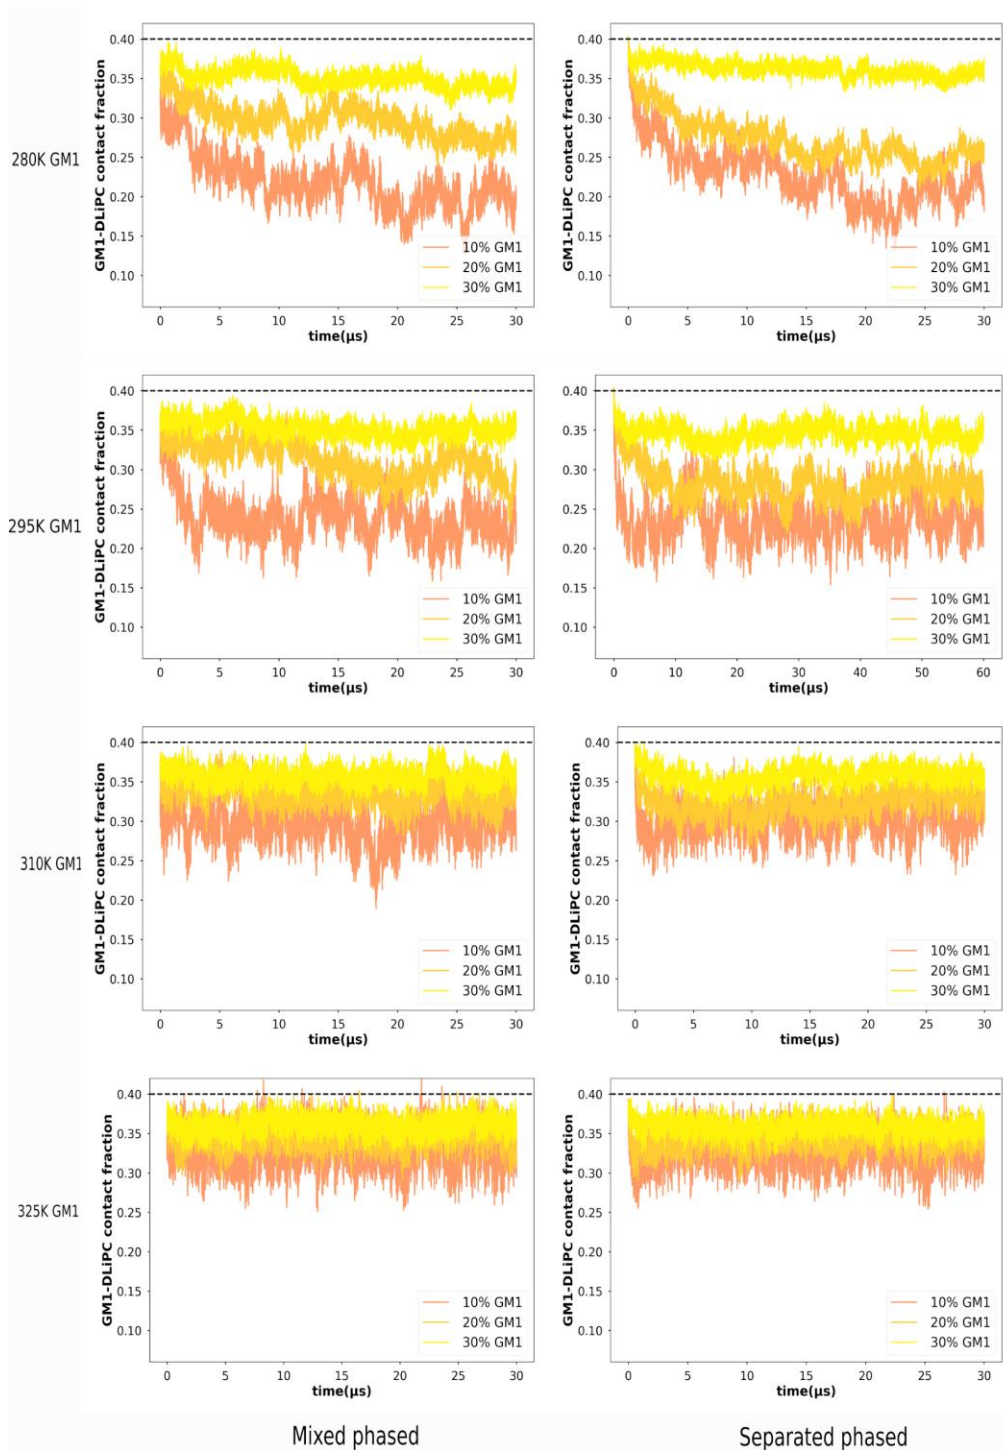 280K GM1
GM1-DLiPC contact fraction
0.40
0.35
0.30
0.25
0.20
0.15
0.10
10% GM1
20% GM1
30% GM1
0 5 10 15 20 25 30
time(μs)
GM1-DLiPC contact fraction
0.40
0.35
0.30
0.25
0.20
0.15
0.10
10% GM1
20% GM1
30% GM1
0 5 10 15 20 25 30
time(μs)
295K GM1
GM1-DLiPC contact fraction
0.40
0.35
0.30
0.25
0.20
0.15
0.10
10% GM1
20% GM1
30% GM1
0 5 10 15 20 25 30
time(μs)
GM1-DLiPC contact fraction
0.40
0.35
0.30
0.25
0.20
0.15
0.10
10% GM1
20% GM1
30% GM1
0 10 20 30 40 50 60
time(μs)
310K GM1
GM1-DLiPC contact fraction
0.40
0.35
0.30
0.25
0.20
0.15
0.10
10% GM1
20% GM1
30% GM1
0 5 10 15 20 25 30
time(μs)
GM1-DLiPC contact fraction
0.40
0.35
0.30
0.25
0.20
0.15
0.10
10% GM1
20% GM1
30% GM1
0 5 10 15 20 25 30
time(μs)
325K GM1
GM1-DLiPC contact fraction
0.40
0.35
0.30
0.25
0.20
0.15
0.10
10% GM1
20% GM1
30% GM1
0 5 10 15 20 25 30
time(μs)
GM1-DLiPC contact fraction
0.40
0.35
0.30
0.25
0.20
0.15
0.10
10% GM1
20% GM1
30% GM1
0 5 10 15 20 25 30
time(μs)
Mixed phased
Separated phased